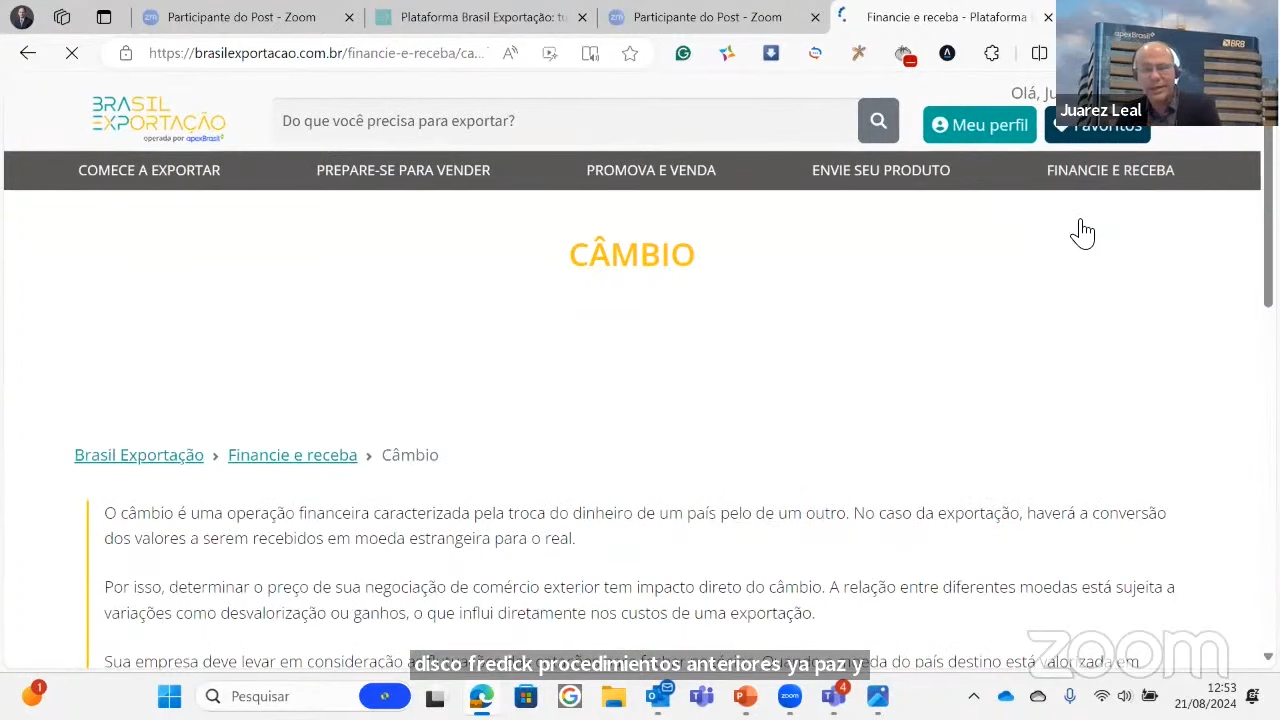 Participante do Post - Zoom
Plataforma Brasil Exportação: tu
Participante do Post - Zoom
Financie e receba - Plataforma
https://brasilexportacao.com.br/financie-e-receba/ca...
apexBrasil
BRB
Juarez Leal
BRASIL
EXPORTAÇÃO
operada por apexBrasil
Do que você precisa para exportar?
Olá, Ju
Meu perfil
Favoritos
COMECE A EXPORTAR
PREPARE-SE PARA VENDER
PROMOVA E VENDA
ENVIE SEU PRODUTO
FINANCIE E RECEBA
CÂMBIO
Brasil Exportação > Financie e receba > Câmbio
O câmbio é uma operação financeira caracterizada pela troca do dinheiro de um país pelo de um outro. No caso da exportação, haverá a conversão
dos valores a serem recebidos em moeda estrangeira para o real.
Por isso, determinar o preço de sua negociação de comércio exterior tem impacto direto do câmbio. A relação entre diferentes moedas está sujeita a
variações como desvalorização ou ganhos, o que influi diretamente nos custos de uma exportação.
Sua empresa deve levar em consideração do país destino está valorizada em
disco fredick procedimientos anteriores ya paz y
zoom
1
Pesquisar
zoom
4
12:53
21/08/2024